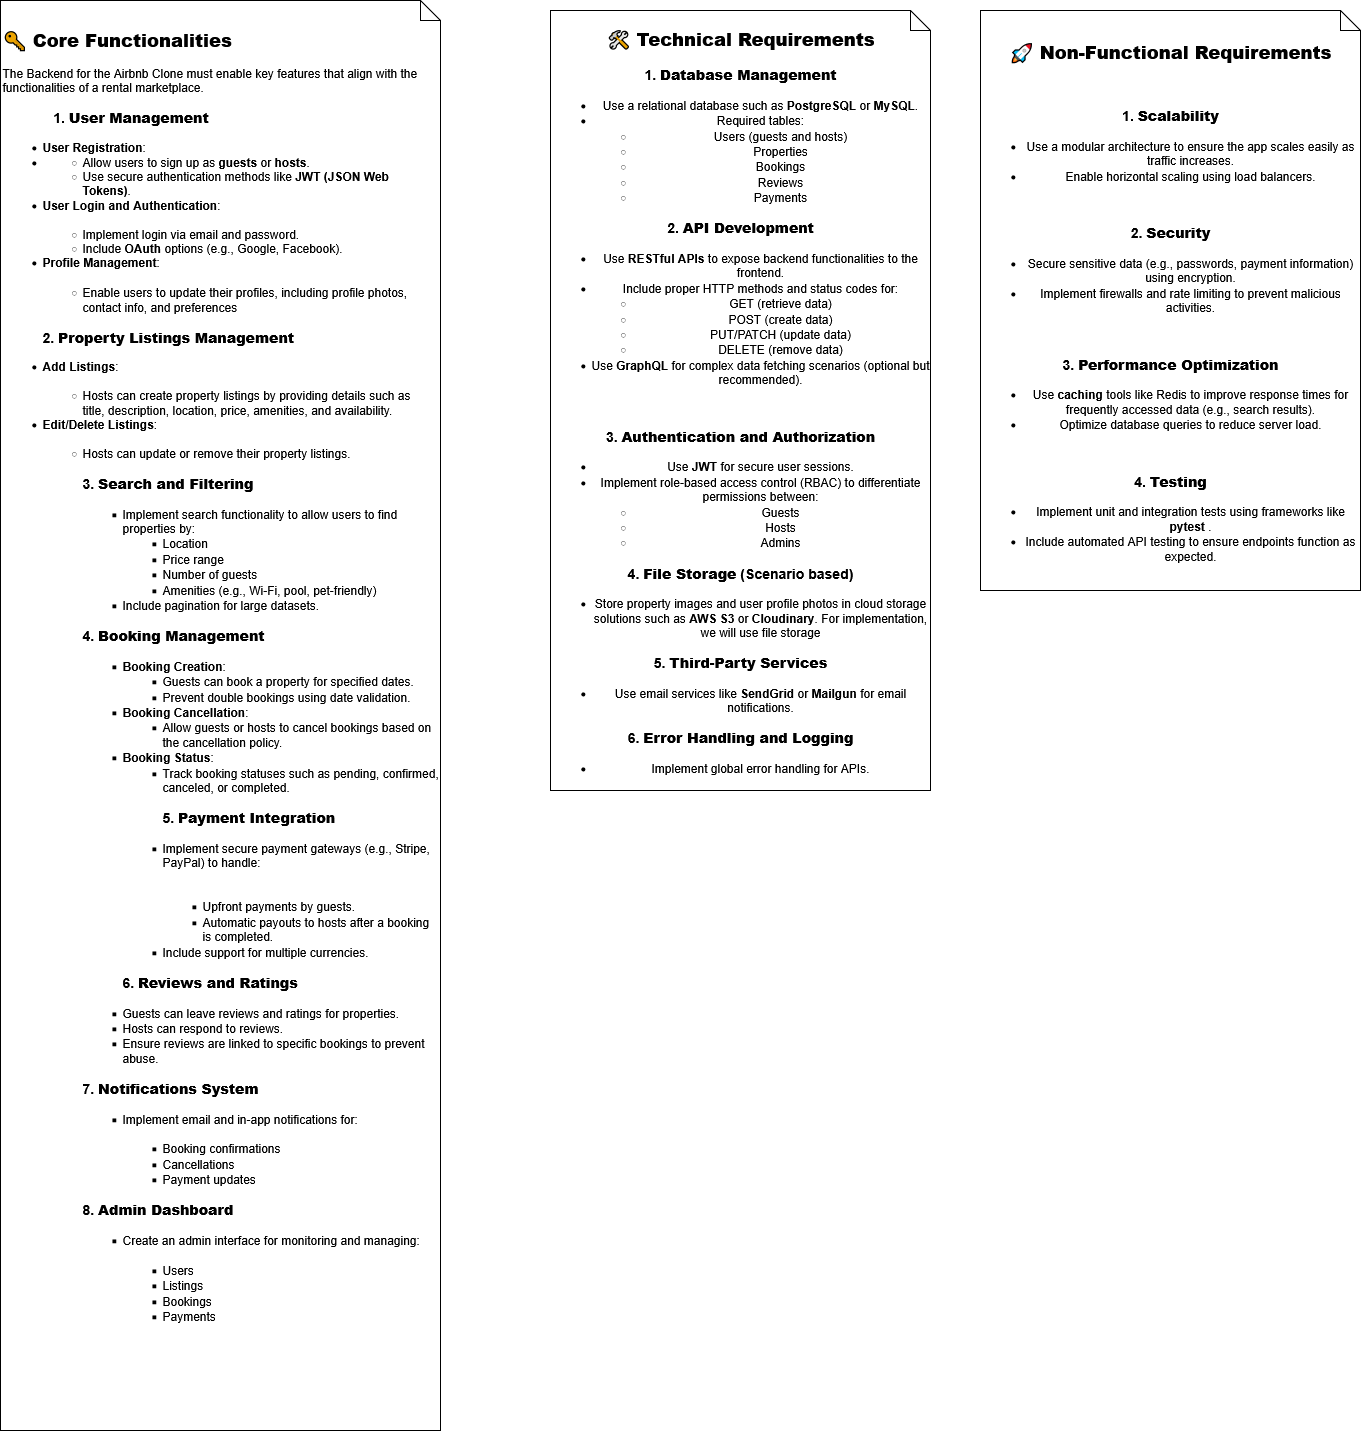 🔑 Core Functionalities
The Backend for the Airbnb Clone must enable key features that align with the
functionalities of a rental marketplace.
1. User Management
• User Registration:
• ○ Allow users to sign up as guests or hosts.
○ Use secure authentication methods like JWT (JSON Web
Tokens).
• User Login and Authentication:
○ Implement login via email and password.
○ Include OAuth options (e.g., Google, Facebook).
• Profile Management:
○ Enable users to update their profiles, including profile photos,
contact info, and preferences
2. Property Listings Management
• Add Listings:
○ Hosts can create property listings by providing details such as
title, description, location, price, amenities, and availability.
• Edit/Delete Listings:
○ Hosts can update or remove their property listings.
3. Search and Filtering
▪ Implement search functionality to allow users to find
properties by:
▪ Location
▪ Price range
▪ Number of guests
▪ Amenities (e.g., Wi-Fi, pool, pet-friendly)
▪ Include pagination for large datasets.
4. Booking Management
▪ Booking Creation:
▪ Guests can book a property for specified dates.
▪ Prevent double bookings using date validation.
▪ Booking Cancellation:
▪ Allow guests or hosts to cancel bookings based on
the cancellation policy.
▪ Booking Status:
▪ Track booking statuses such as pending, confirmed,
canceled, or completed.
5. Payment Integration
▪ Implement secure payment gateways (e.g., Stripe,
PayPal) to handle:
▪ Upfront payments by guests.
▪ Automatic payouts to hosts after a booking
is completed.
▪ Include support for multiple currencies.
6. Reviews and Ratings
▪ Guests can leave reviews and ratings for properties.
▪ Hosts can respond to reviews.
▪ Ensure reviews are linked to specific bookings to prevent
abuse.
7. Notifications System
▪ Implement email and in-app notifications for:
▪ Booking confirmations
▪ Cancellations
▪ Payment updates
8. Admin Dashboard
▪ Create an admin interface for monitoring and managing:
▪ Users
▪ Listings
▪ Bookings
▪ Payments
🛠️ Technical Requirements
1. Database Management
• Use a relational database such as PostgreSQL or MySQL.
• Required tables:
○ Users (guests and hosts)
○ Properties
○ Bookings
○ Reviews
○ Payments
2. API Development
• Use RESTful APIs to expose backend functionalities to the
frontend.
• Include proper HTTP methods and status codes for:
○ GET (retrieve data)
○ POST (create data)
○ PUT/PATCH (update data)
○ DELETE (remove data)
• Use GraphQL for complex data fetching scenarios (optional but
recommended).
3. Authentication and Authorization
• Use JWT for secure user sessions.
• Implement role-based access control (RBAC) to differentiate
permissions between:
○ Guests
○ Hosts
○ Admins
4. File Storage (Scenario based)
• Store property images and user profile photos in cloud storage
solutions such as AWS S3 or Cloudinary. For implementation,
we will use file storage
5. Third-Party Services
• Use email services like SendGrid or Mailgun for email
notifications.
6. Error Handling and Logging
• Implement global error handling for APIs.
🚀 Non-Functional Requirements
1. Scalability
• Use a modular architecture to ensure the app scales easily as
traffic increases.
• Enable horizontal scaling using load balancers.
2. Security
• Secure sensitive data (e.g., passwords, payment information)
using encryption.
• Implement firewalls and rate limiting to prevent malicious
activities.
3. Performance Optimization
• Use caching tools like Redis to improve response times for
frequently accessed data (e.g., search results).
• Optimize database queries to reduce server load.
4. Testing
• Implement unit and integration tests using frameworks like
pytest .
• Include automated API testing to ensure endpoints function as
expected.